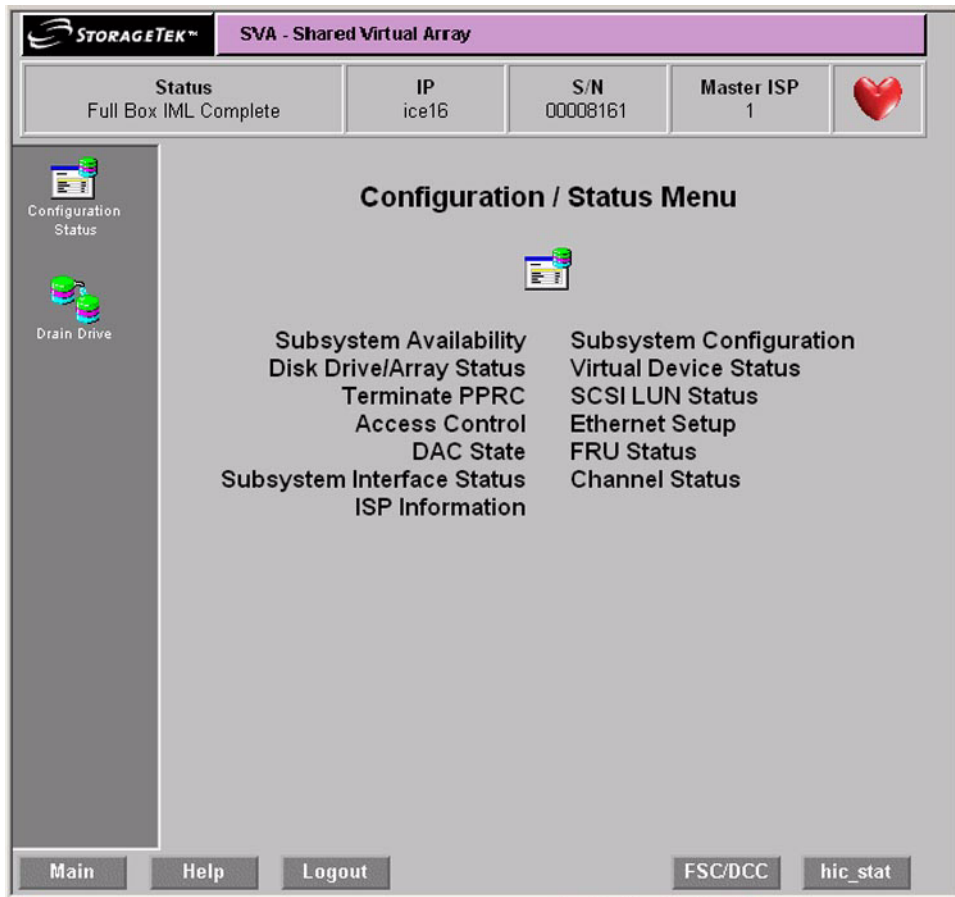 STORAGETEK™ SVA - Shared Virtual Array
Status IP S/N Master ISP
Full Box IML Complete ice16 00008161 1
Configuration
Status
Drain Drive
Configuration / Status Menu
Subsystem Availability Subsystem Configuration
Disk Drive/Array Status Virtual Device Status
Terminate PPRC SCSI LUN Status
Access Control Ethernet Setup
DAC State FRU Status
Subsystem Interface Status Channel Status
ISP Information
Main Help Logout FSC/DCC hic_stat